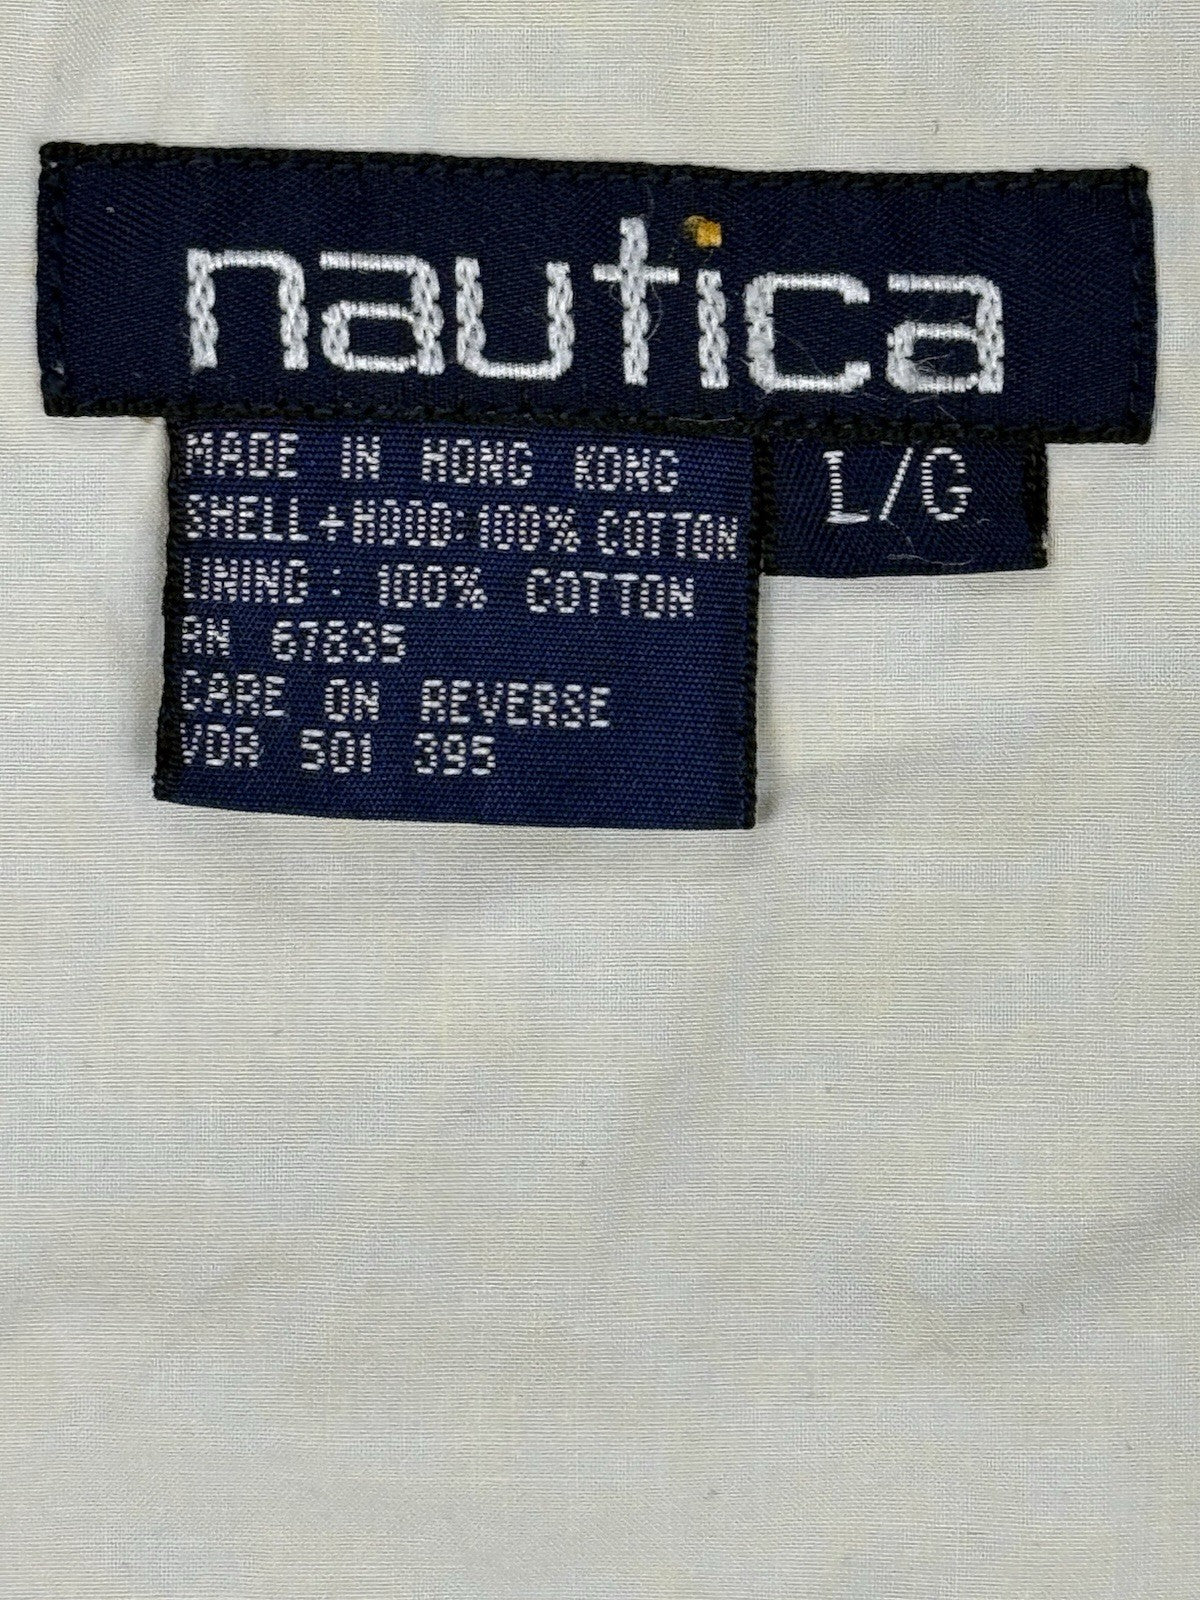 nautica
L/G
MADE IN HONG KONG
SHELL+HOOD:100% COTTON
LINING: 100% COTTON
RN 67835
CARE ON REVERSE
VDR 501 395